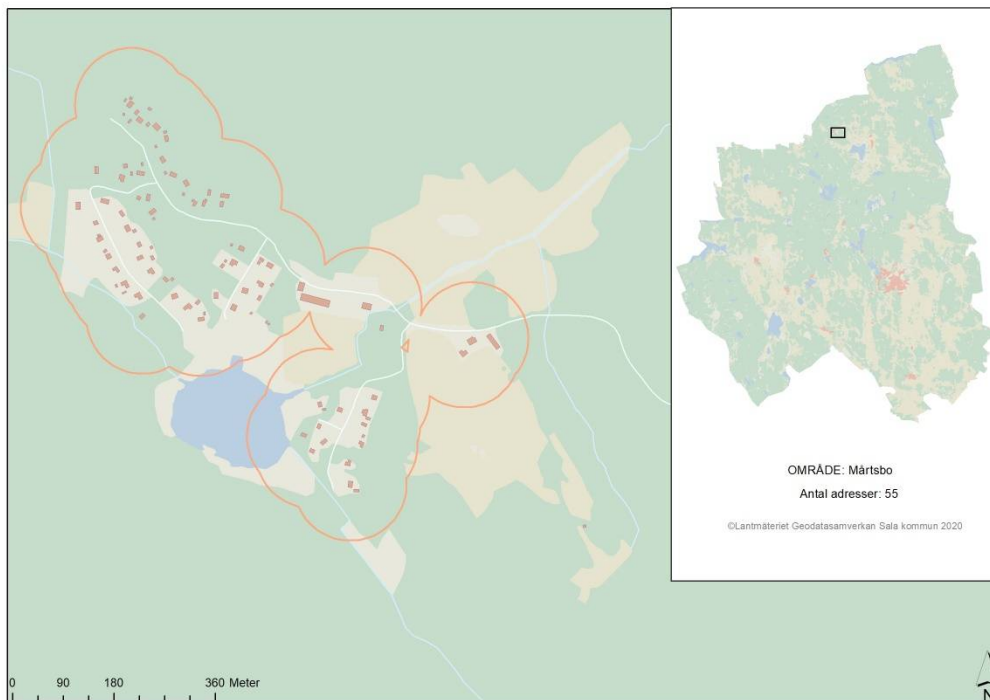 OMRÅDE: Mårtsbo
Antal adresser: 55
©Lantmäteriet Geodatasamverkan Sala kommun 2020
0 90 180 360 Meter
N